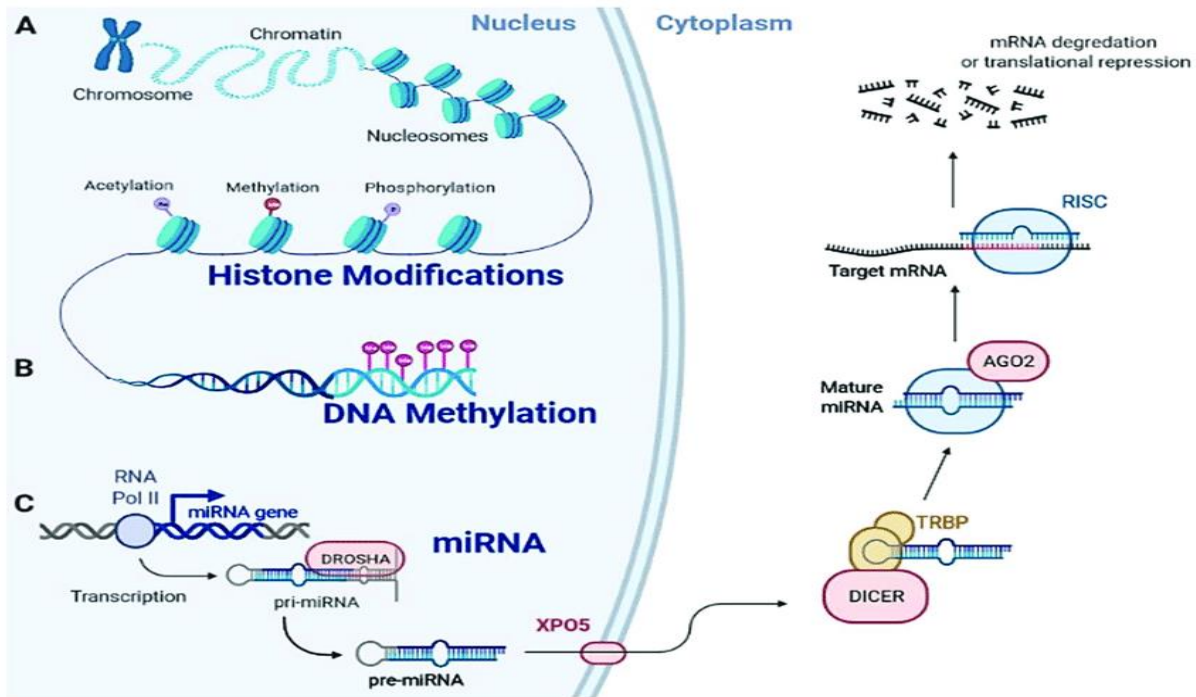 A
Nucleus
Cytoplasm
Chromatin
Chromosome
Nucleosomes
mRNA degredation
or translational repression
Acetylation
Methylation
Phosphorylation
Histone Modifications
RISC
Target mRNA
B
DNA Methylation
AGO2
Mature
miRNA
C
RNA
Pol II
miRNA gene
miRNA
DROSHA
Transcription
pri-miRNA
TRBP
DICER
XPO5
pre-miRNA